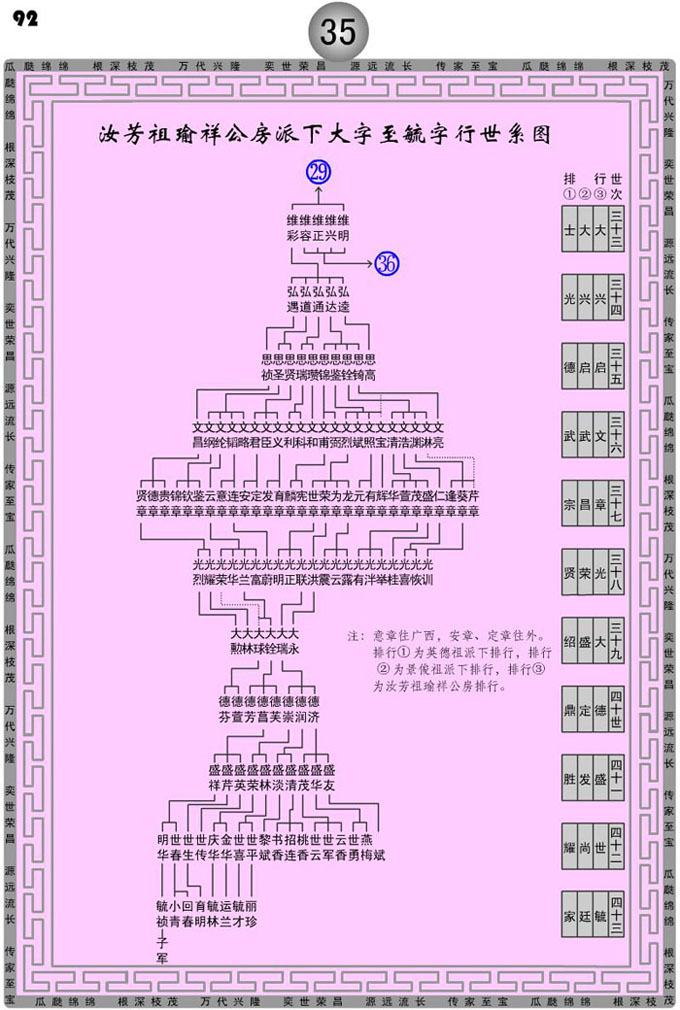 92
35
瓜瓞绵绵 根深枝茂 万代兴隆 奕世荣昌 源远流长 传家至宝 瓜瓞绵绵 根深枝茂
汝芳祖瑜祥公房派下大字至毓字行世系图
29
维彩 维容 维正 维兴 维明
36
弘遇 弘道 弘通 弘达 弘逵
思祯 思圣 思贤 思瑞 思瓒 思锦 思鉴 思铨 思锜 思高
文昌 文纲 文纶 文韬 文略 文君 文臣 文义 文利 文科 文和 文甫 文弼 文烈 文斌 文照 文宝 文清 文浩 文渊 文淋 文亮
贤章 德章 贵章 锦章 钦章 鉴章 云章 意章 连章 安章 定章 发章 育章 麟章 宪章 世章 荣章 为章 龙章 元章 有章 辉章 华章 萱章 茂章 盛章 仁章 逢章 葵章 芹章
光烈 光耀 光荣 光华 光兰 光富 光蔚 光明 光正 光联 光洪 光震 光云 光露 光有 光泮 光举 光桂 光喜 光恢 光训
大勲 大林 大球 大铨 大瑞 大永
德芬 德萱 德芳 德菖 德芙 德崇 德润 德济
盛祥 盛芹 盛英 盛荣 盛林 盛淡 盛清 盛茂 盛华 盛友
明华 世春 世生 世传 庆华 金华 世喜 世平 黎斌 书香 招连 桃香 世云 世军 云香 世勇 燕梅 斌
毓祯 小青 回春 育明 毓林 运兰 毓才 丽珍
子军
注：意章往广西，安章、定章往外。
排行①为英德祖派下排行，排行
②为景俊祖派下排行，排行③
为汝芳祖瑜祥公房排行。
排 行 世
① ② ③ 次
士 大 大 三十三
光 兴 兴 三十四
德 启 启 三十五
武 武 文 三十六
宗 昌 章 三十七
贤 荣 光 三十八
绍 盛 大 三十九
鼎 定 德 四十世
胜 发 盛 四十一
耀 尚 世 四十二
家 廷 毓 四十三
瓜瓞绵绵 根深枝茂 万代兴隆 奕世荣昌 源远流长 传家至宝 瓜瓞绵绵 根深枝茂 万代兴隆 奕世荣昌 源远流长 传家至宝
万代兴隆 奕世荣昌 源远流长 传家至宝 瓜瓞绵绵 根深枝茂 万代兴隆 奕世荣昌 源远流长 传家至宝 瓜瓞绵绵 根深枝茂
瓜瓞绵绵 根深枝茂 万代兴隆 奕世荣昌 源远流长 传家至宝 瓜瓞绵绵 根深枝茂